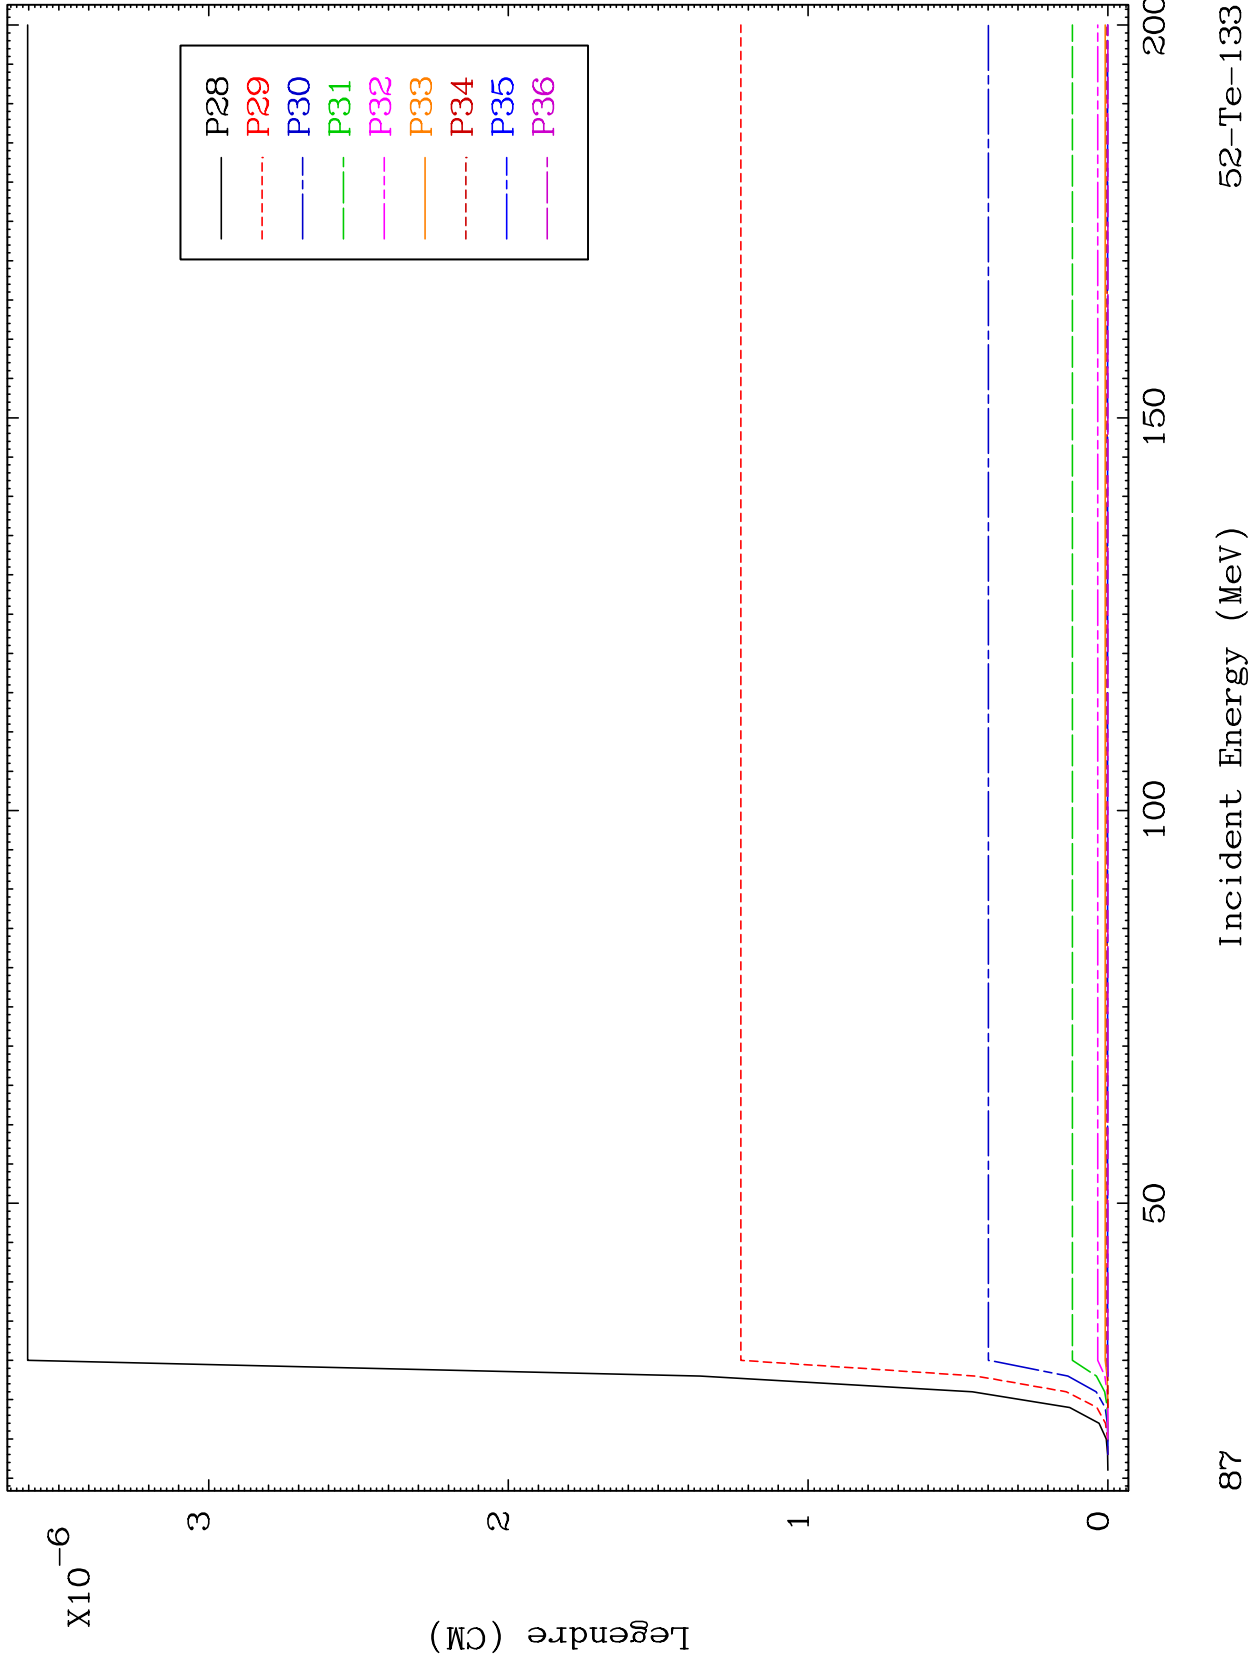 X10-6
Legendre (CM)
3
2
1
0
P28
P29
P30
P31
P32
P33
P34
P35
P36
50
100
150
200
87
Incident Energy (MeV)
52-Te-133